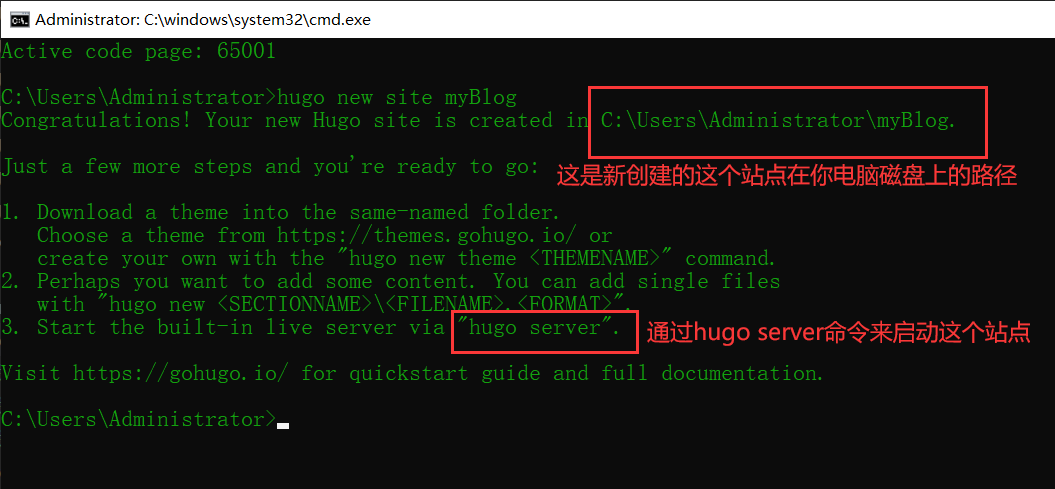 Administrator: C:\windows\system32\cmd.exe
Active code page: 65001
C:\Users\Administrator>hugo new site myBlog
Congratulations! Your new Hugo site is created in C:\Users\Administrator\myBlog.
Just a few more steps and you're ready to go:
这是新创建的这个站点在你电脑磁盘上的路径
1. Download a theme into the same-named folder.
Choose a theme from https://themes.gohugo.io/ or
create your own with the "hugo new theme <THEMENAME>" command.
2. Perhaps you want to add some content. You can add single files
with "hugo new <SECTIONNAME>\<FILENAME>.<FORMAT>".
3. Start the built-in live server via "hugo server".
通过hugo server命令来启动这个站点
Visit https://gohugo.io/ for quickstart guide and full documentation.
C:\Users\Administrator>